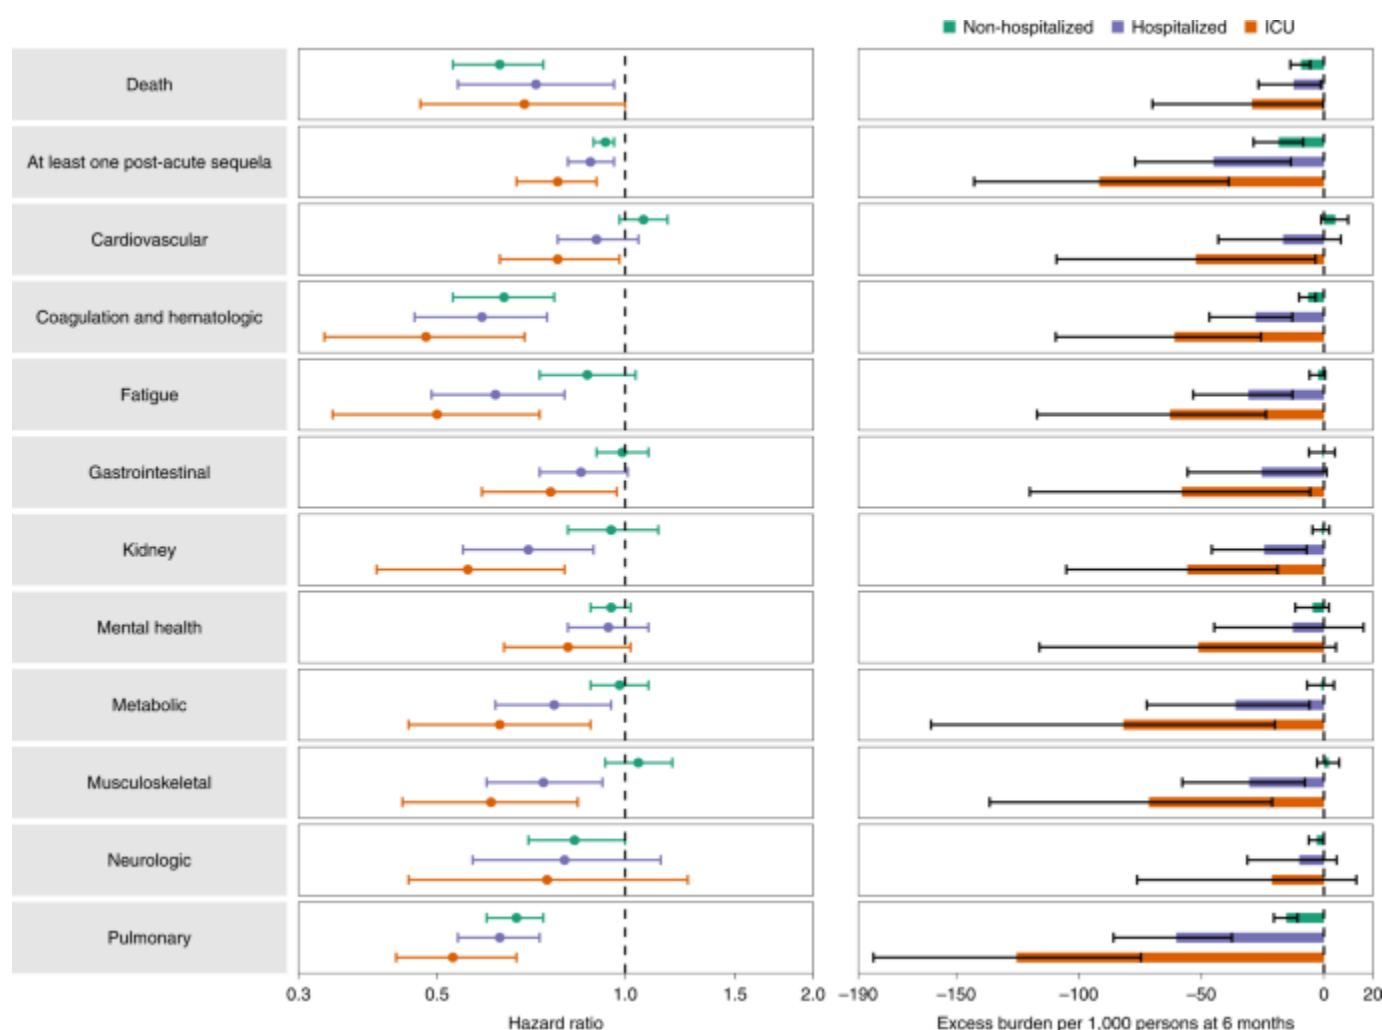 Non-hospitalized Hospitalized ICU
Death
At least one post-acute sequela
Cardiovascular
Coagulation and hematologic
Fatigue
Gastrointestinal
Kidney
Mental health
Metabolic
Musculoskeletal
Neurologic
Pulmonary
0.3 0.5 1.0 1.5 2.0 −190 −150 −100 −50 0 20
Hazard ratio Excess burden per 1,000 persons at 6 months